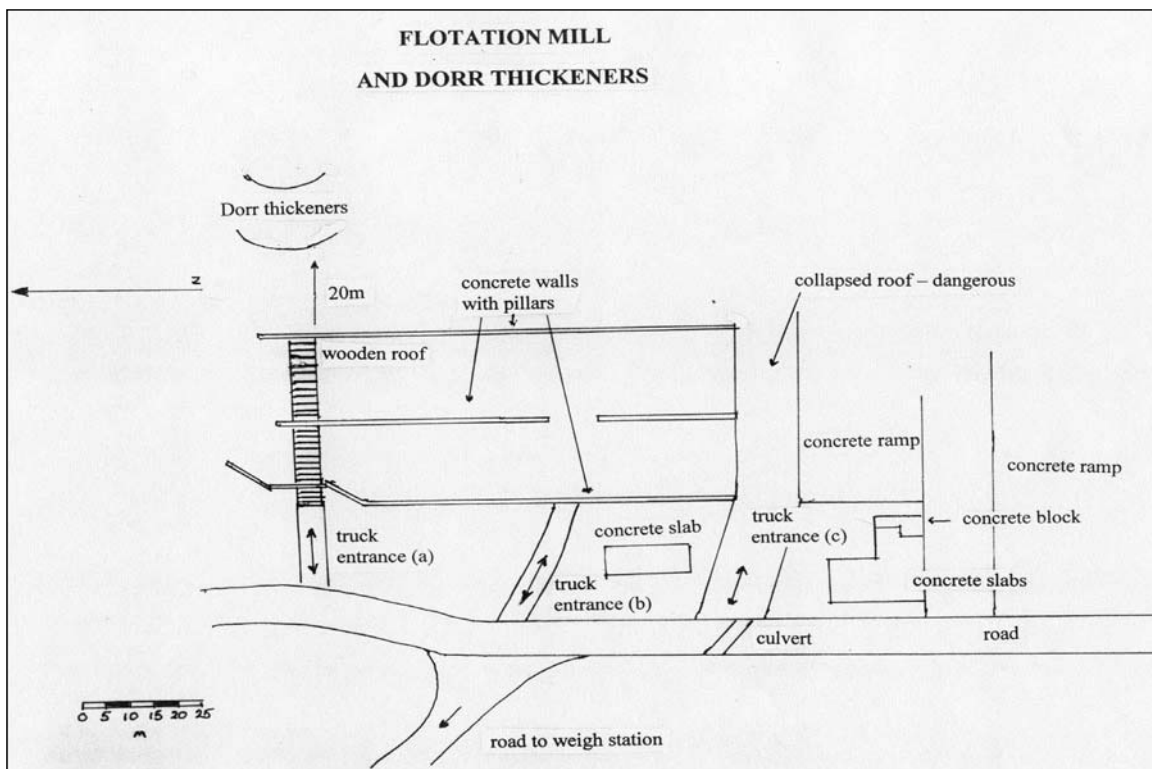 FLOTATION MILL
AND DORR THICKENERS
Dorr thickeners
N
20m
concrete walls
with pillars
collapsed roof – dangerous
wooden roof
concrete ramp
concrete ramp
truck
entrance (a)
concrete slab
truck
entrance (c)
concrete block
truck
entrance (b)
concrete slabs
culvert
road
0 5 10 15 20 25
m
road to weigh station